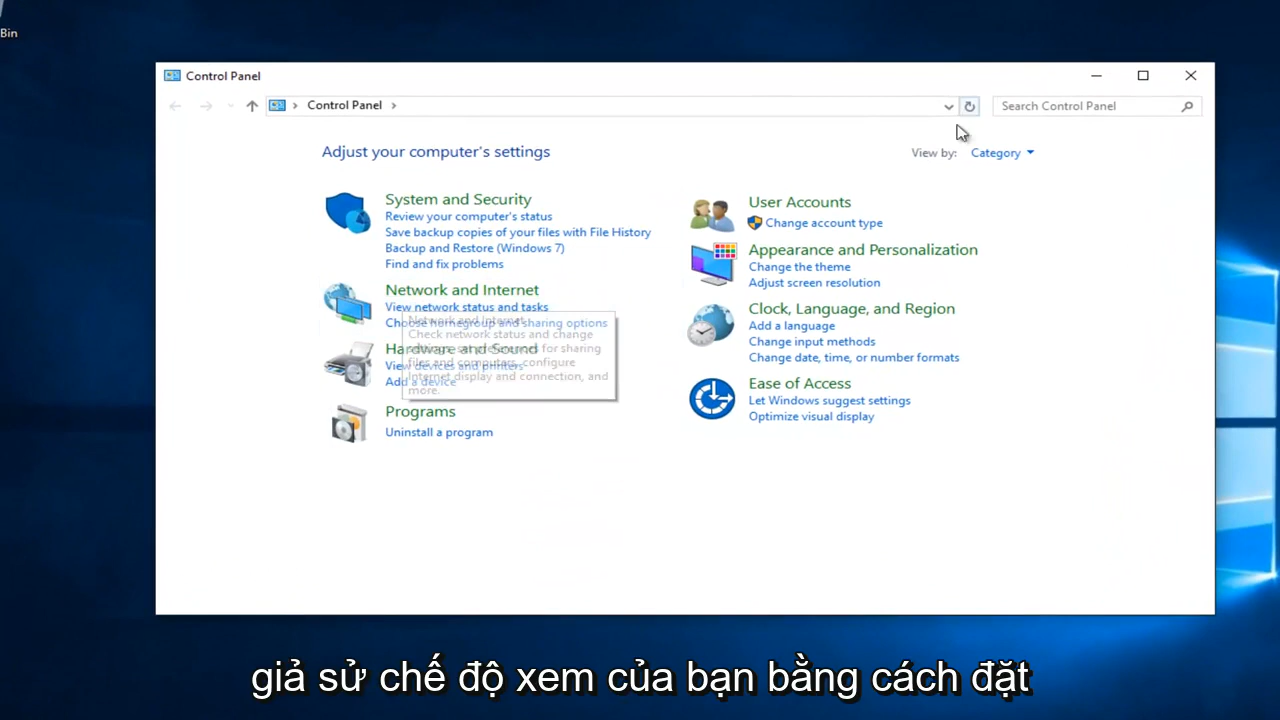 Bin
Control Panel
Control Panel
Search Control Panel
Adjust your computer's settings
View by: Category
System and Security
Review your computer's status
Save backup copies of your files with File History
Backup and Restore (Windows 7)
Find and fix problems
Network and Internet
View network status and tasks
Choose homegroup and sharing options
Network and Internet
Check network status and change
settings, set preferences for sharing
files and computers, configure
Internet display and connection, and
more.
Hardware and Sound
View devices and printers
Add a device
Programs
Uninstall a program
User Accounts
Change account type
Appearance and Personalization
Change the theme
Adjust screen resolution
Clock, Language, and Region
Add a language
Change input methods
Change date, time, or number formats
Ease of Access
Let Windows suggest settings
Optimize visual display
giả sử chế độ xem của bạn bằng cách đặt